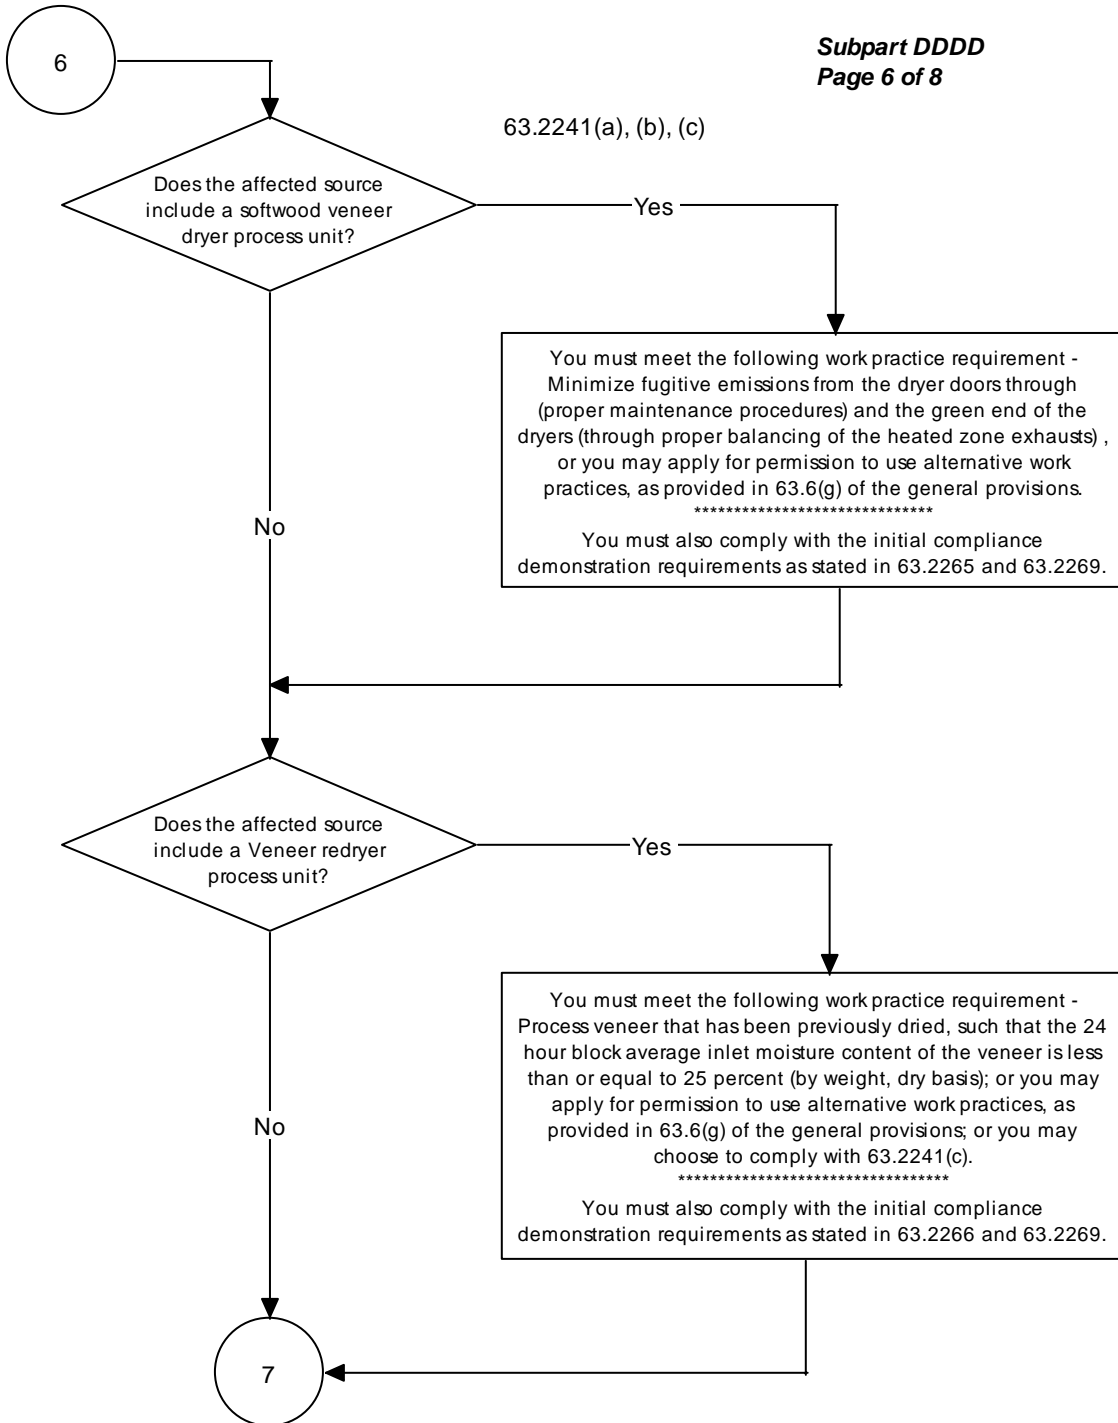 6
Subpart DDDD
Page 6 of 8
63.2241(a), (b), (c)
Does the affected source
include a softwood veneer
dryer process unit?
Yes
You must meet the following work practice requirement -
Minimize fugitive emissions from the dryer doors through
(proper maintenance procedures) and the green end of the
dryers (through proper balancing of the heated zone exhausts) ,
or you may apply for permission to use alternative work
practices, as provided in 63.6(g) of the general provisions.
******************************
You must also comply with the initial compliance
demonstration requirements as stated in 63.2265 and 63.2269.
No
Does the affected source
include a Veneer redryer
process unit?
Yes
You must meet the following work practice requirement -
Process veneer that has been previously dried, such that the 24
hour block average inlet moisture content of the veneer is less
than or equal to 25 percent (by weight, dry basis); or you may
apply for permission to use alternative work practices, as
provided in 63.6(g) of the general provisions; or you may
choose to comply with 63.2241(c).
**********************************
You must also comply with the initial compliance
demonstration requirements as stated in 63.2266 and 63.2269.
No
7